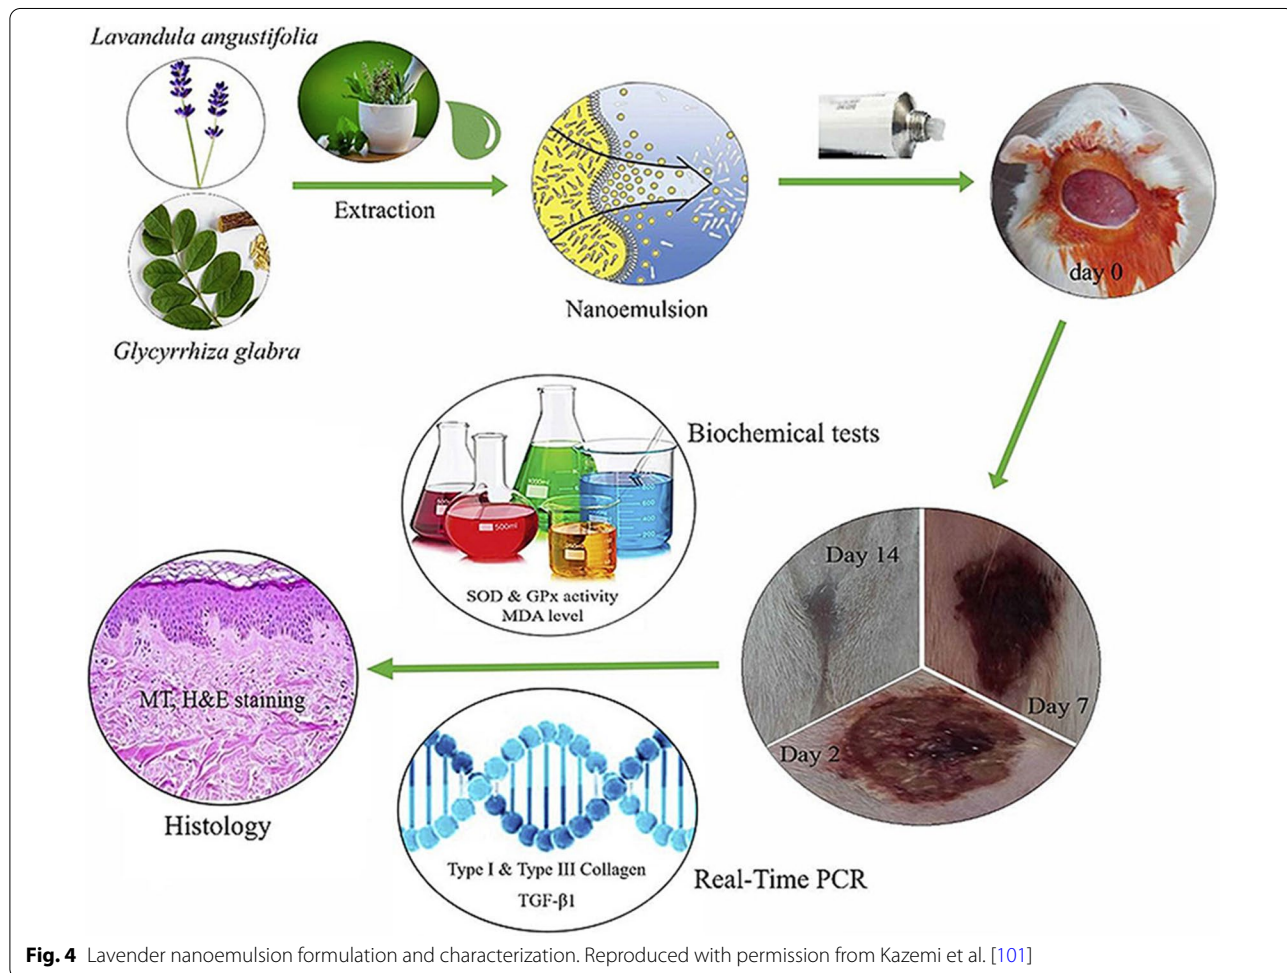 Lavandula angustifolia
Extraction
Glycyrrhiza glabra
Nanoemulsion
day 0
Biochemical tests
500ml
SOD & GPx activity
MDA level
Day 14
Day 7
Day 2
MT, H&E staining
Histology
Type I & Type III Collagen
TGF-β1
Real-Time PCR
Fig. 4 Lavender nanoemulsion formulation and characterization. Reproduced with permission from Kazemi et al. [101]